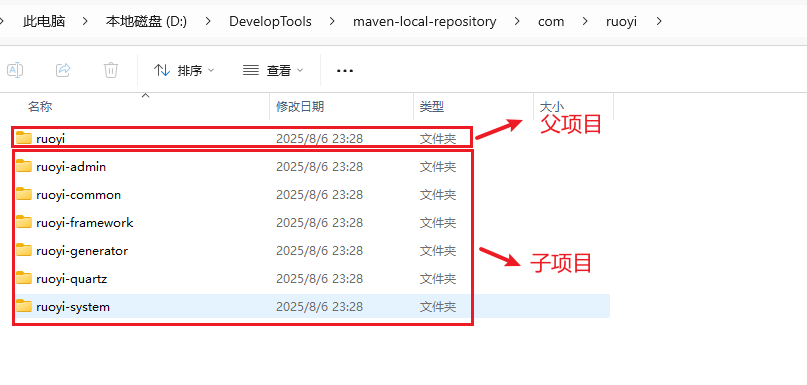 此电脑 > 本地磁盘 (D:) > DevelopTools > maven-local-repository > com > ruoyi >
排序 查看 ...
名称 修改日期 类型 大小
ruoyi 2025/8/6 23:28 文件夹
父项目
ruoyi-admin 2025/8/6 23:28 文件夹
ruoyi-common 2025/8/6 23:28 文件夹
ruoyi-framework 2025/8/6 23:28 文件夹
ruoyi-generator 2025/8/6 23:28 文件夹
子项目
ruoyi-quartz 2025/8/6 23:28 文件夹
ruoyi-system 2025/8/6 23:28 文件夹